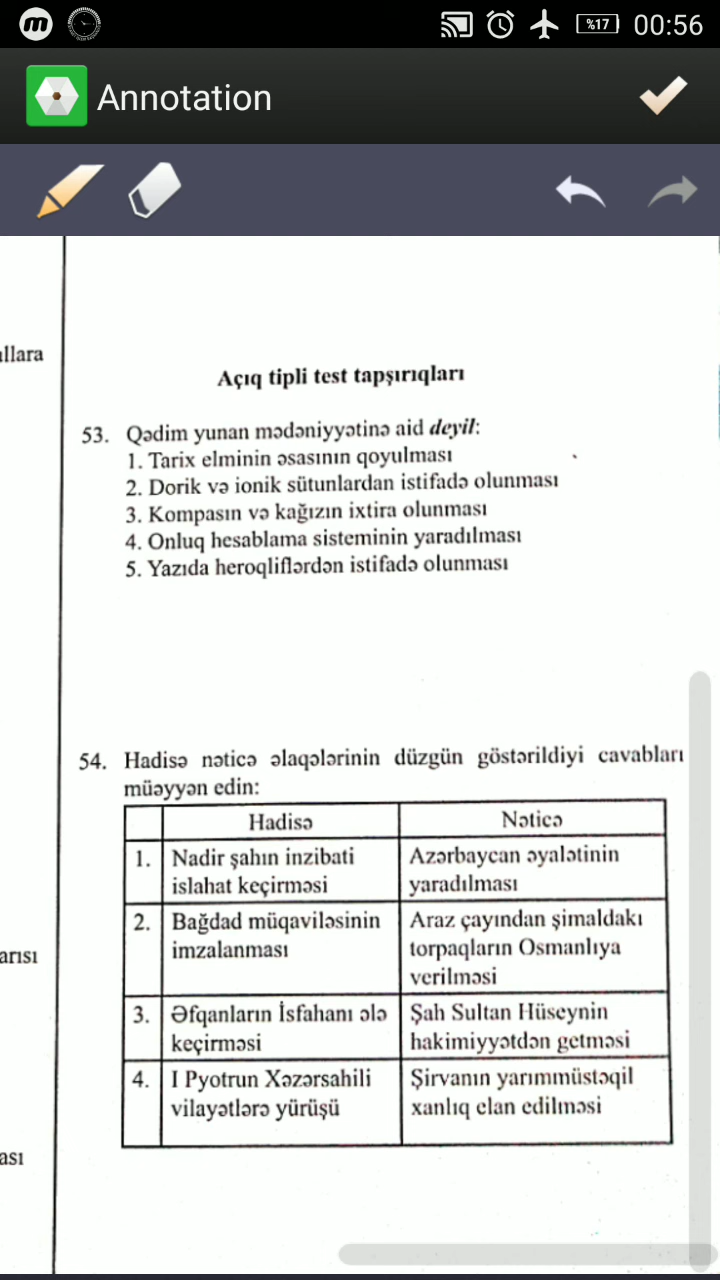 m
%17
00:56
Annotation
allara
Açıq tipli test tapşırıqları
53. Qədim yunan mədəniyyətinə aid deyil:
1. Tarix elminin əsasının qoyulması
2. Dorik və ionik sütunlardan istifadə olunması
3. Kompasın və kağızın ixtira olunması
4. Onluq hesablama sisteminin yaradılması
5. Yazıda heroqliflərdən istifadə olunması
54. Hadisə nəticə əlaqələrinin düzgün göstərildiyi cavabları
müəyyən edin:
Hadisə
Nəticə
1. Nadir şahın inzibati
islahat keçirməsi
Azərbaycan əyalətinin
yaradılması
2. Bağdad müqaviləsinin
imzalanması
Araz çayından şimaldakı
torpaqların Osmanlıya
verilməsi
arısı
3. Əfqanların İsfahanı ələ
keçirməsi
Şah Sultan Hüseynin
hakimiyyətdən getməsi
4. I Pyotrun Xəzərsahili
vilayətlərə yürüşü
Şirvanın yarımmüstəqil
xanlıq elan edilməsi
ası